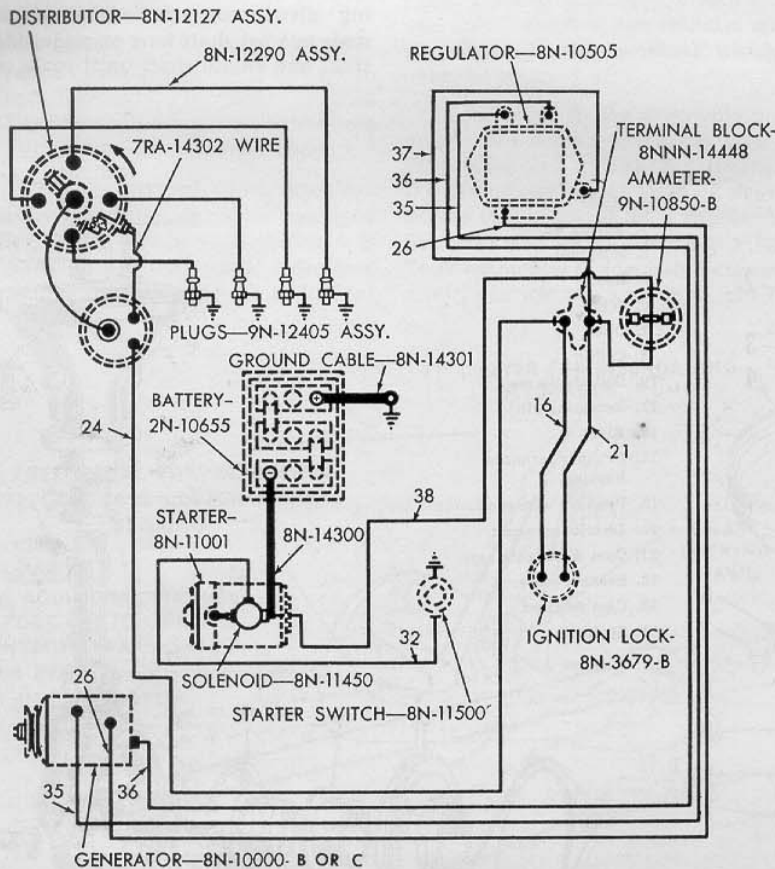 DISTRIBUTOR—8N-12127 ASSY.
8N-12290 ASSY.
REGULATOR—8N-10505
7RA-14302 WIRE
TERMINAL BLOCK-
8NNN-14448
AMMETER-
9N-10850-B
37
36
35
26
PLUGS—9N-12405 ASSY.
GROUND CABLE—8N-14301
BATTERY-
2N-10655
24
16
21
38
STARTER-
8N-11001
8N-14300
32
IGNITION LOCK-
8N-3679-B
SOLENOID—8N-11450
STARTER SWITCH—8N-11500
26
35
36
GENERATOR—8N-10000- B OR C